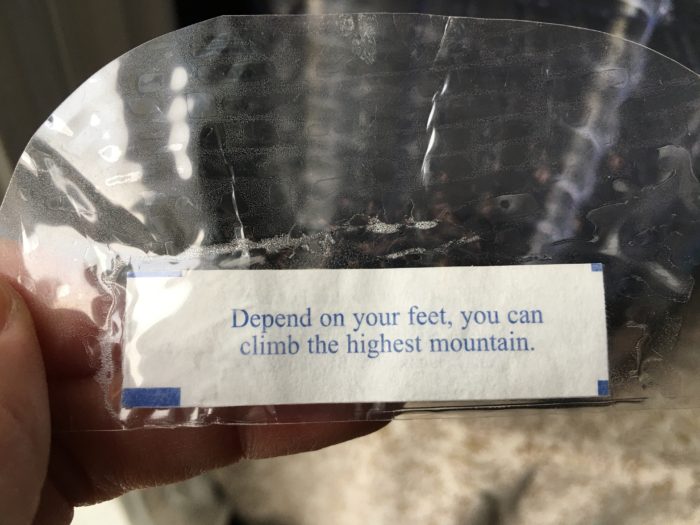 Depend on your feet, you can
climb the highest mountain.